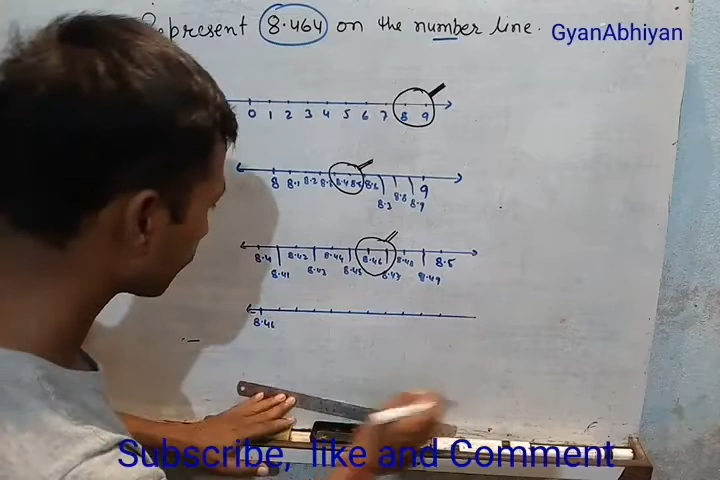 Represent 8.464 on the number line.
GyanAbhiyan
0 1 2 3 4 5 6 7 8 9
8 8.1 8.2 8.3 8.4 8.5 8.6 8.3 8.8 8.9 9
8.4 8.41 8.42 8.43 8.44 8.45 8.46 8.47 8.48 8.49 8.5
8.46
Subscribe, like and Comment